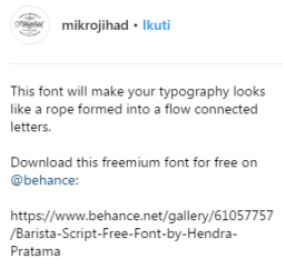 mikrojihad • Ikuti
This font will make your typography looks
like a rope formed into a flow connected
letters.
Download this freemium font for free on
@behance:
https://www.behance.net/gallery/61057757
/Barista-Script-Free-Font-by-Hendra-
Pratama